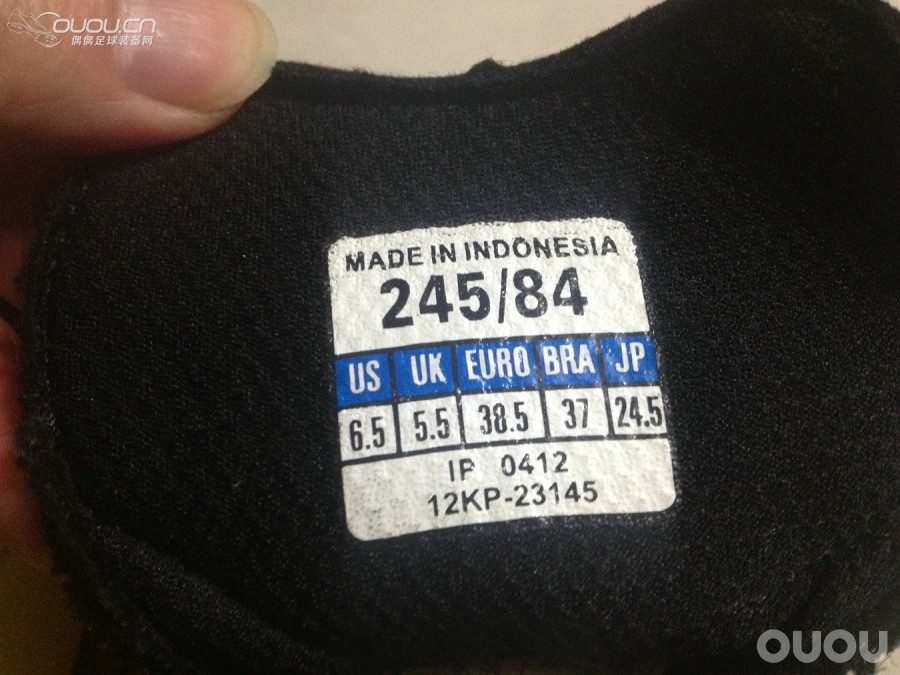 OUOU.CN
偶偶足球装备网
MADE IN INDONESIA
245/84
US UK EURO BRA JP
6.5 5.5 38.5 37 24.5
IP 0412
12KP-23145
OUOU